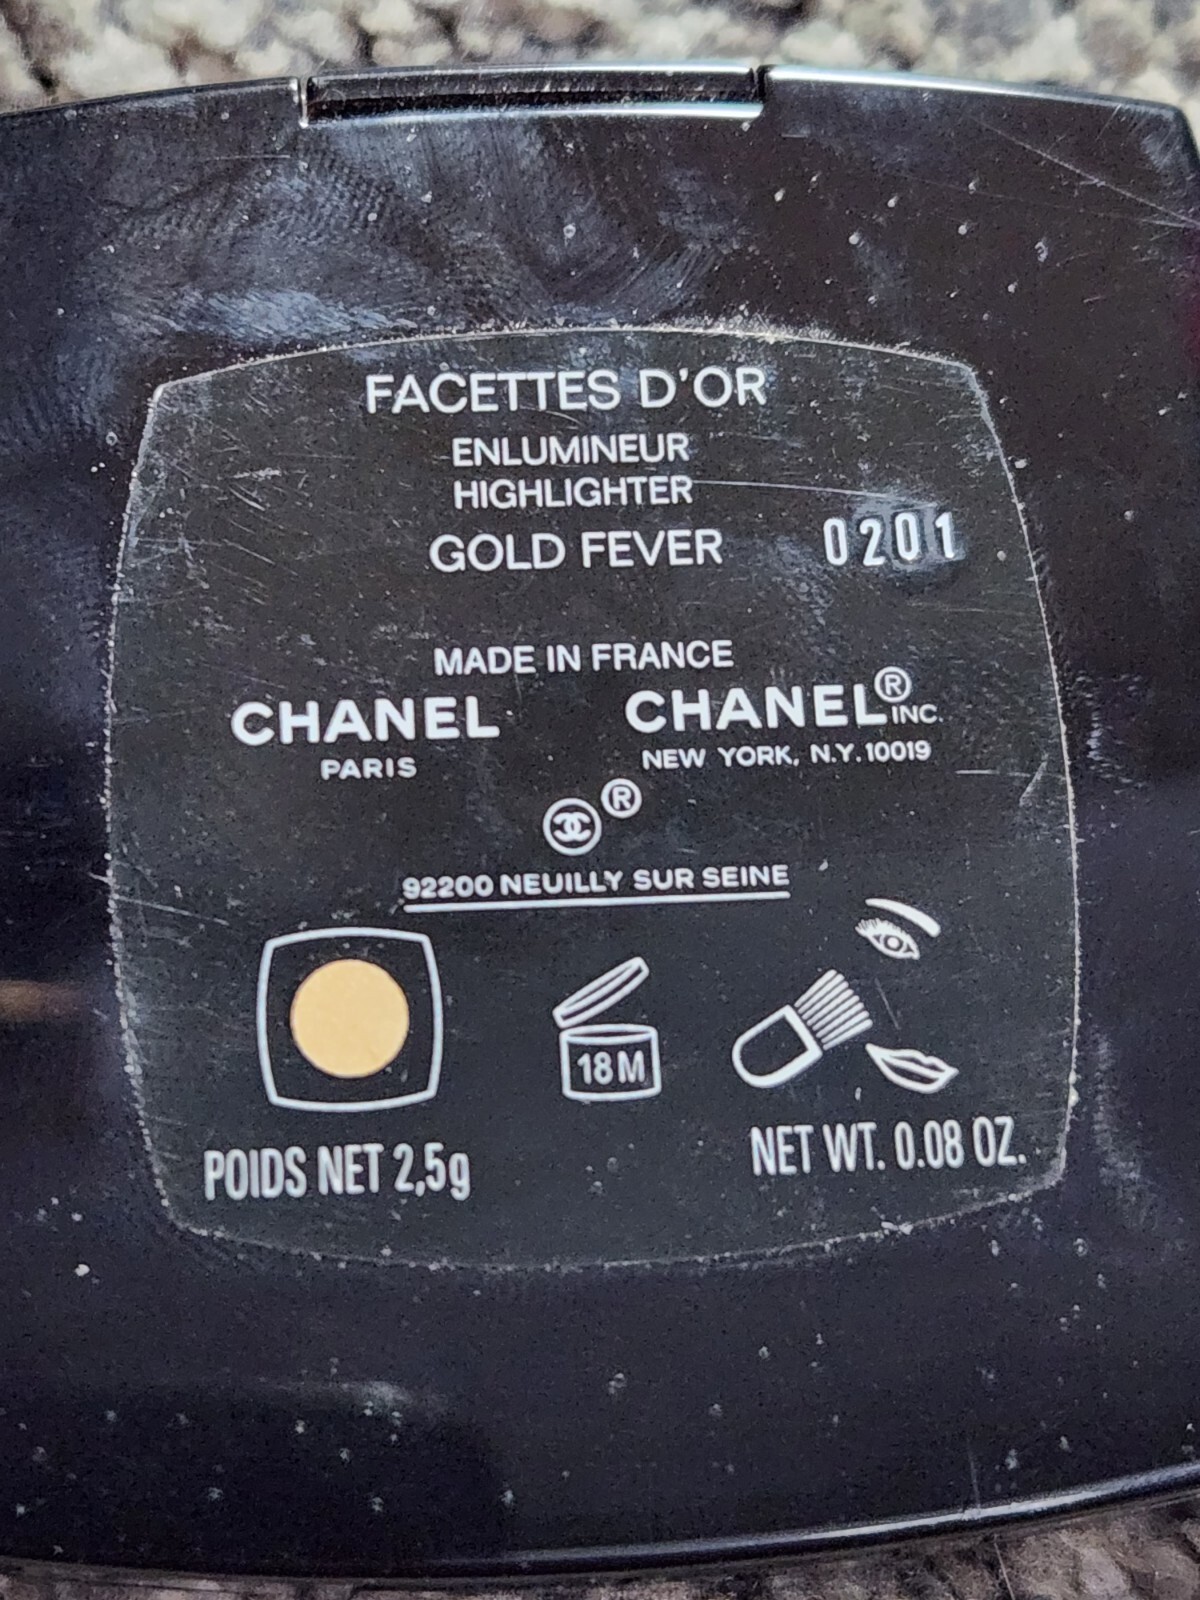 FACETTES D'OR
ENLUMINEUR
HIGHLIGHTER
GOLD FEVER 0201
MADE IN FRANCE
CHANEL CHANEL® INC.
PARIS NEW YORK, N.Y. 10019
®
92200 NEUILLY SUR SEINE
18M
POIDS NET 2,5g NET WT. 0.08 OZ.